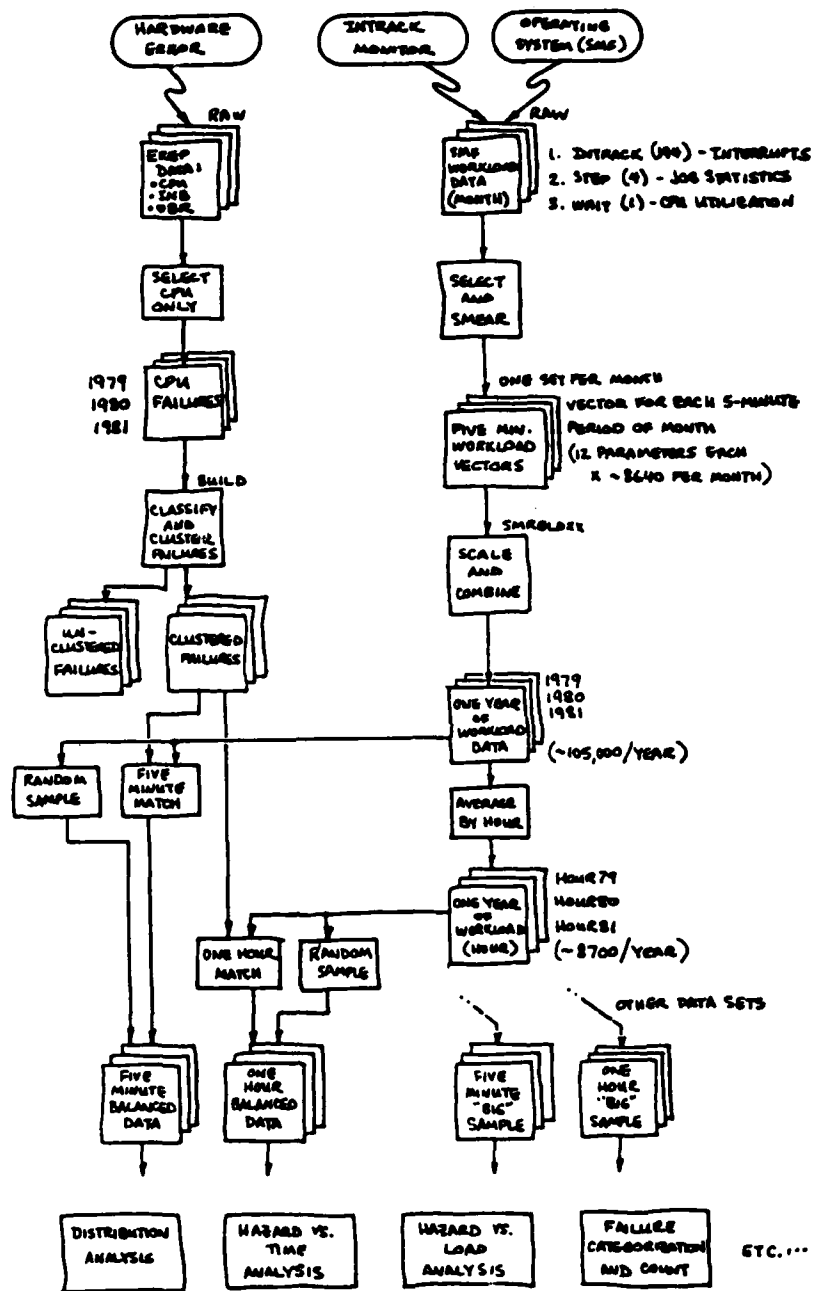 HARDWARE
ERROR
INTRACK
MONITOR
OPERATING
SYSTEM (SMF)
RAW
EREP
DATA:
•CPU
•INB
•OBR
RAW
SMF
WORKLOAD
DATA
(MONTH)
1. INTRACK (194) - INTERRUPTS
2. STEP (4) - JOB STATISTICS
3. WAIT (1) - CPU UTILIZATION
SELECT
CPU
ONLY
SELECT
AND
SMEAR
1979
1980
1981
CPU
FAILURES
ONE SET PER MONTH
FIVE MIN.
WORKLOAD
VECTORS
VECTOR FOR EACH 5-MINUTE
PERIOD OF MONTH
(12 PARAMETERS EACH
X ~8640 PER MONTH)
BUILD
CLASSIFY
AND
CLUSTER
FAILURES
SCALE
AND
COMBINE
UN-
CLUSTERED
FAILURES
CLUSTERED
FAILURES
ONE YEAR
OF
WORKLOAD
DATA
1979
1980
1981
(~105,000/YEAR)
RANDOM
SAMPLE
FIVE
MINUTE
MATCH
AVERAGE
BY HOUR
ONE YEAR
OF
WORKLOAD
(HOUR)
HOUR79
HOUR80
HOUR81
(~8700/YEAR)
ONE HOUR
MATCH
RANDOM
SAMPLE
OTHER DATA SETS
FIVE
MINUTE
BALANCED
DATA
ONE
HOUR
BALANCED
DATA
FIVE
MINUTE
"BIG"
SAMPLE
ONE
HOUR
"BIG"
SAMPLE
DISTRIBUTION
ANALYSIS
HAZARD VS.
TIME
ANALYSIS
HAZARD VS.
LOAD
ANALYSIS
FAILURE
CATEGORIZATION
AND COUNT
ETC....